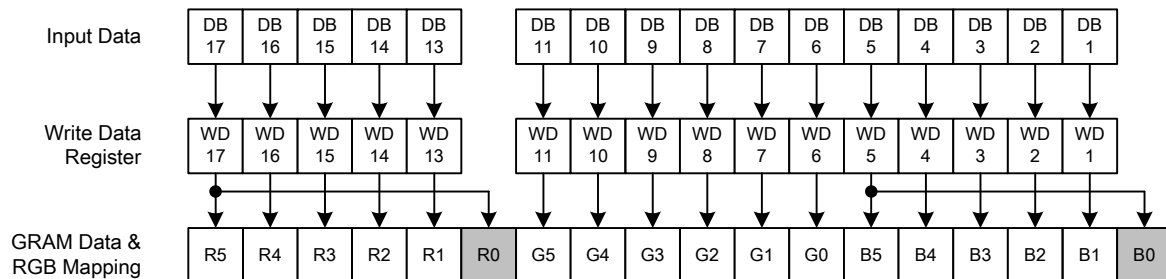 Input Data
DB DB DB DB DB DB DB DB DB DB DB DB DB DB DB DB
17 16 15 14 13 11 10 9 8 7 6 5 4 3 2 1
Write Data
Register
WD WD WD WD WD WD WD WD WD WD WD WD WD WD WD WD
17 16 15 14 13 11 10 9 8 7 6 5 4 3 2 1
GRAM Data &
RGB Mapping
R5 R4 R3 R2 R1 R0 G5 G4 G3 G2 G1 G0 B5 B4 B3 B2 B1 B0